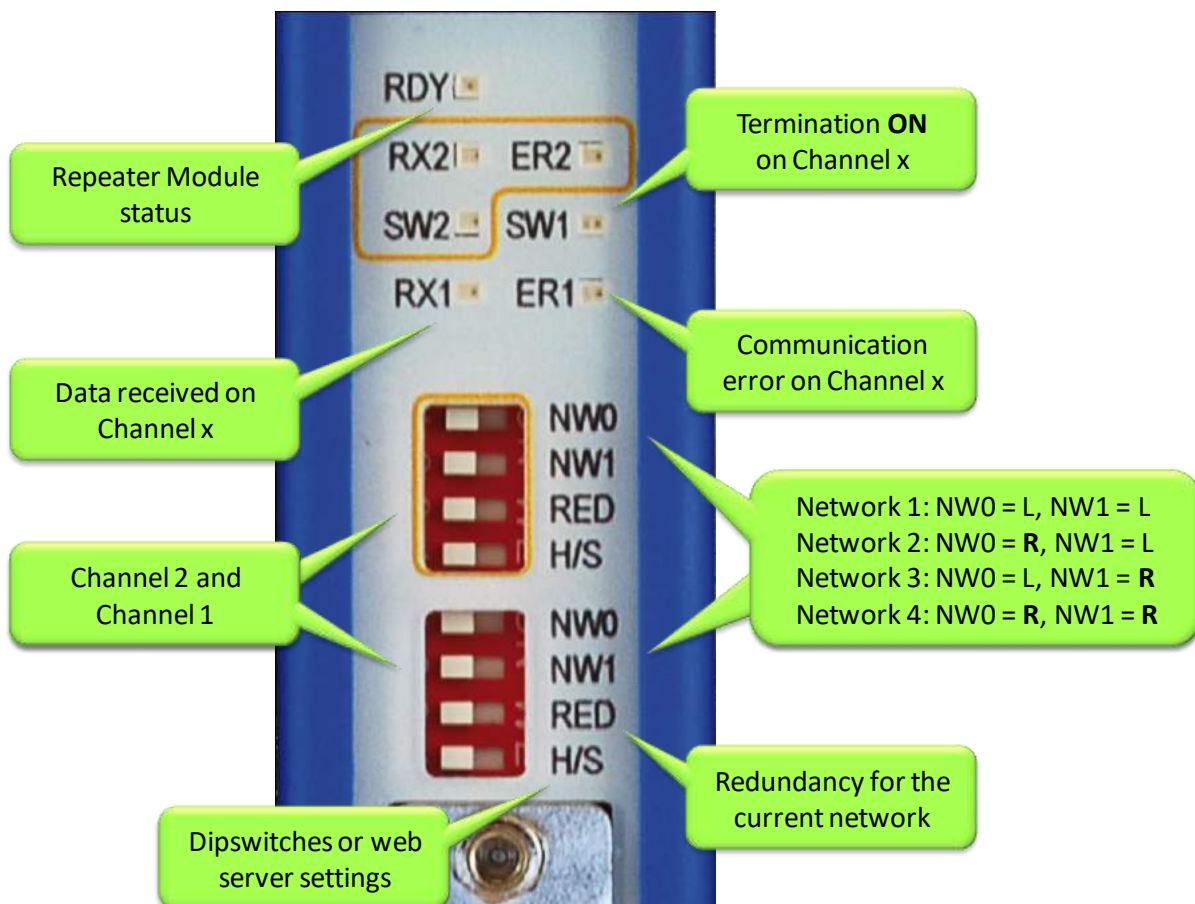 RDY
Repeater Module
status
RX2 ER2
SW2 SW1
RX1 ER1
Termination ON
on Channel x
Communication
error on Channel x
Data received on
Channel x
NW0
NW1
RED
H/S
Channel 2 and
Channel 1
Network 1: NW0 = L, NW1 = L
Network 2: NW0 = R, NW1 = L
Network 3: NW0 = L, NW1 = R
Network 4: NW0 = R, NW1 = R
NW0
NW1
RED
H/S
Redundancy for the
current network
Dipswitches or web
server settings